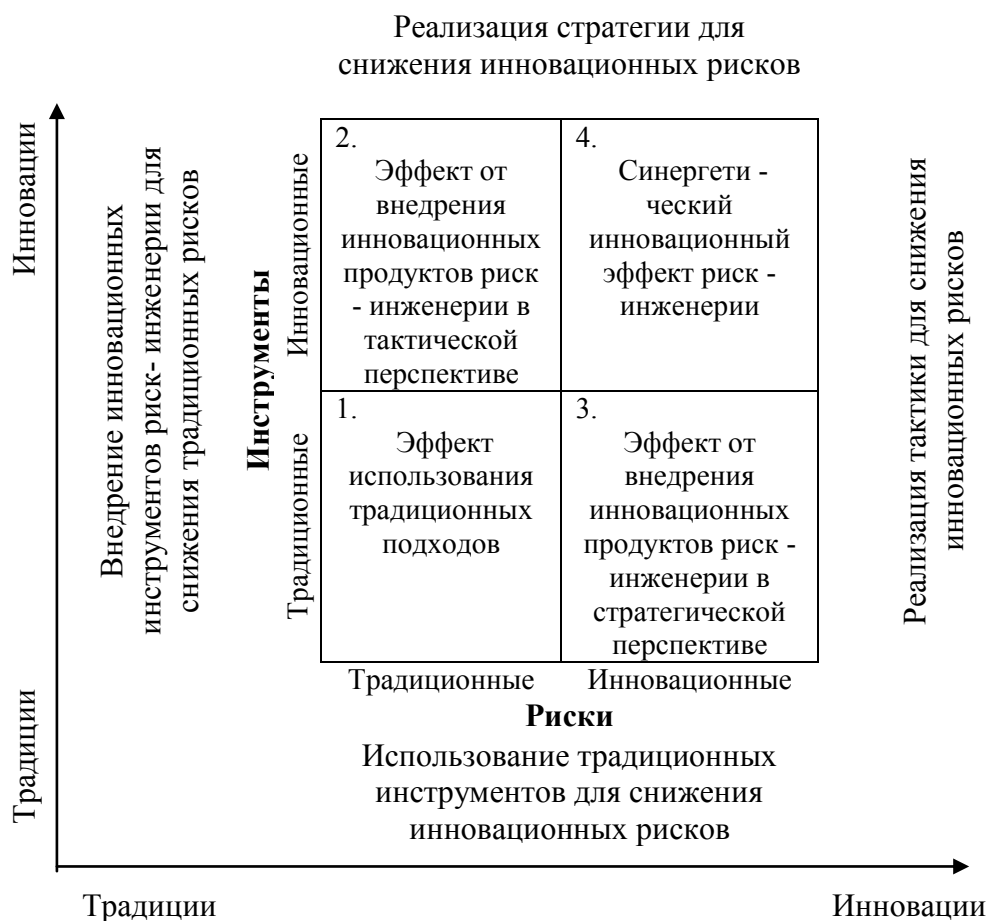 Реализация стратегии для
снижения инновационных рисков
Инновации
Традиции
Внедрение инновационных
инструментов риск- инженерии для
снижения традиционных рисков
Инструменты
Инновационные
Традиционные
2.
Эффект от
внедрения
инновационных
продуктов риск
- инженерии в
тактической
перспективе
4.
Синергети -
ческий
инновационный
эффект риск -
инженерии
1.
Эффект
использования
традиционных
подходов
3.
Эффект от
внедрения
инновационных
продуктов риск -
инженерии в
стратегической
перспективе
Реализация тактики для снижения
инновационных рисков
Традиционные
Инновационные
Риски
Использование традиционных
инструментов для снижения
инновационных рисков
Традиции
Инновации